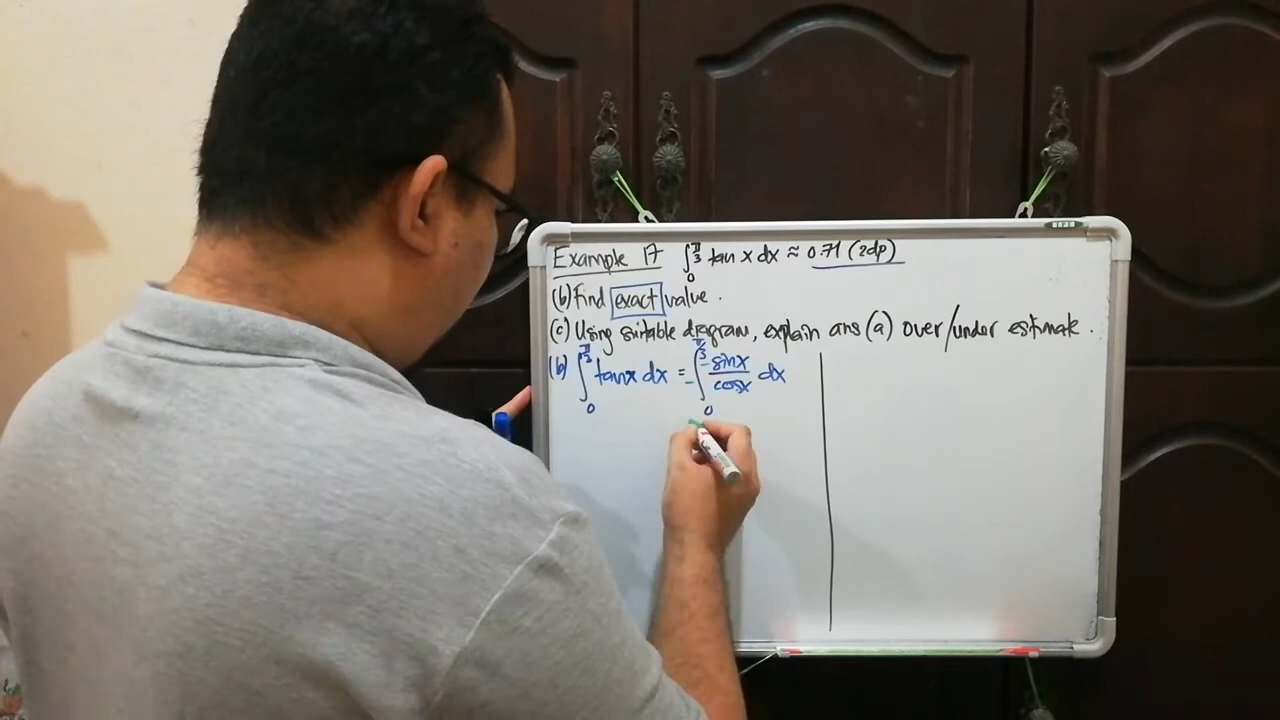 Example 17 ∫₀^(π/3) tan x dx ≈ 0.71 (2dp)
(b) Find exact value.
(c) Using suitable diagram, explain ans (a) over/under estimate.
(b) ∫₀^(π/3) tanx dx = -∫₀^(π/3) -sinx/cosx dx